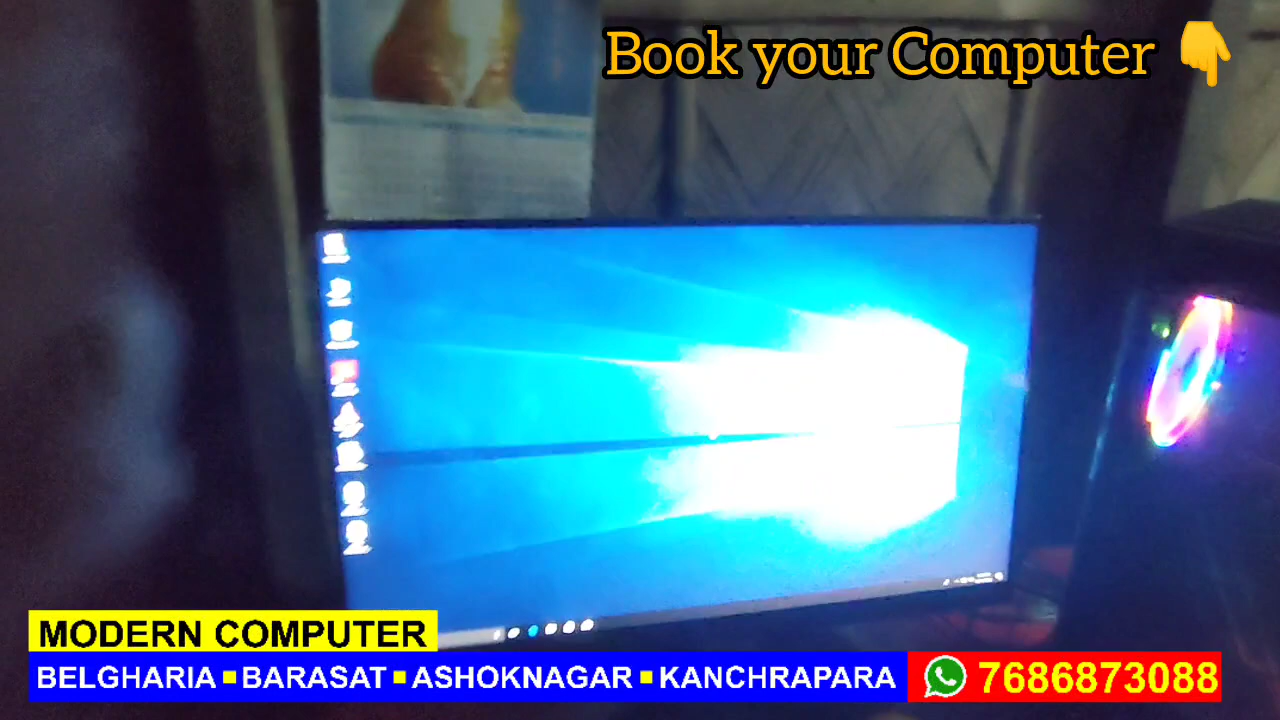 Book your Computer 👇
MODERN COMPUTER
BELGHARIA▪BARASAT▪ASHOKNAGAR▪KANCHRAPARA
7686873088